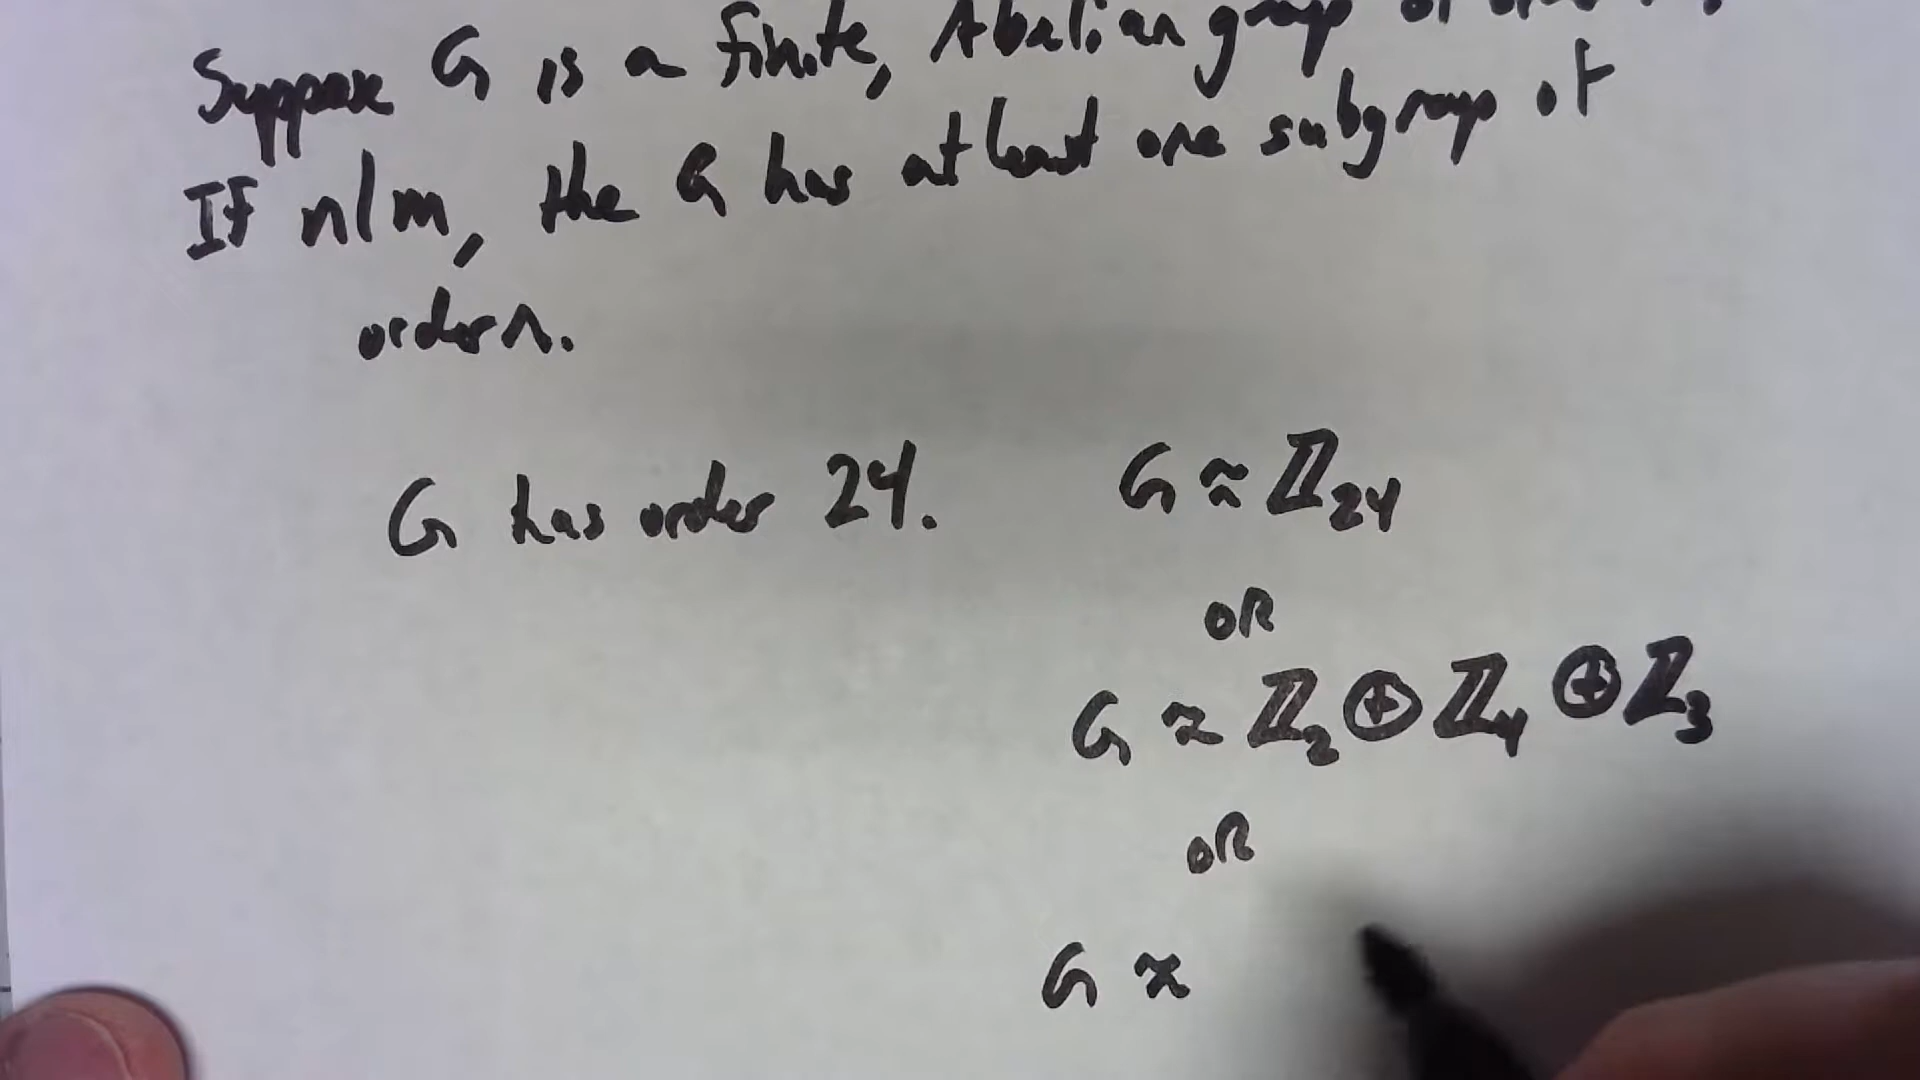 Suppose G is a finite, Abelian group of
If n|m, the G has at least one subgroup of
order n.
G has order 24. G ≈ ℤ₂₄
OR
G ≈ ℤ₂ ⊕ ℤ₄ ⊕ ℤ₃
OR
G ≈